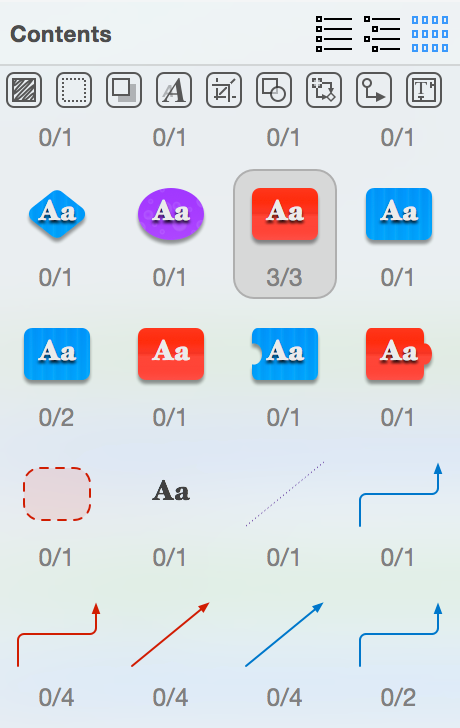 Contents
A T
0/1 0/1 0/1 0/1
Aa Aa Aa Aa
0/1 0/1 3/3 0/1
Aa Aa Aa Aa
0/2 0/1 0/1 0/1
Aa
0/1 0/1 0/1 0/1
0/4 0/4 0/4 0/2